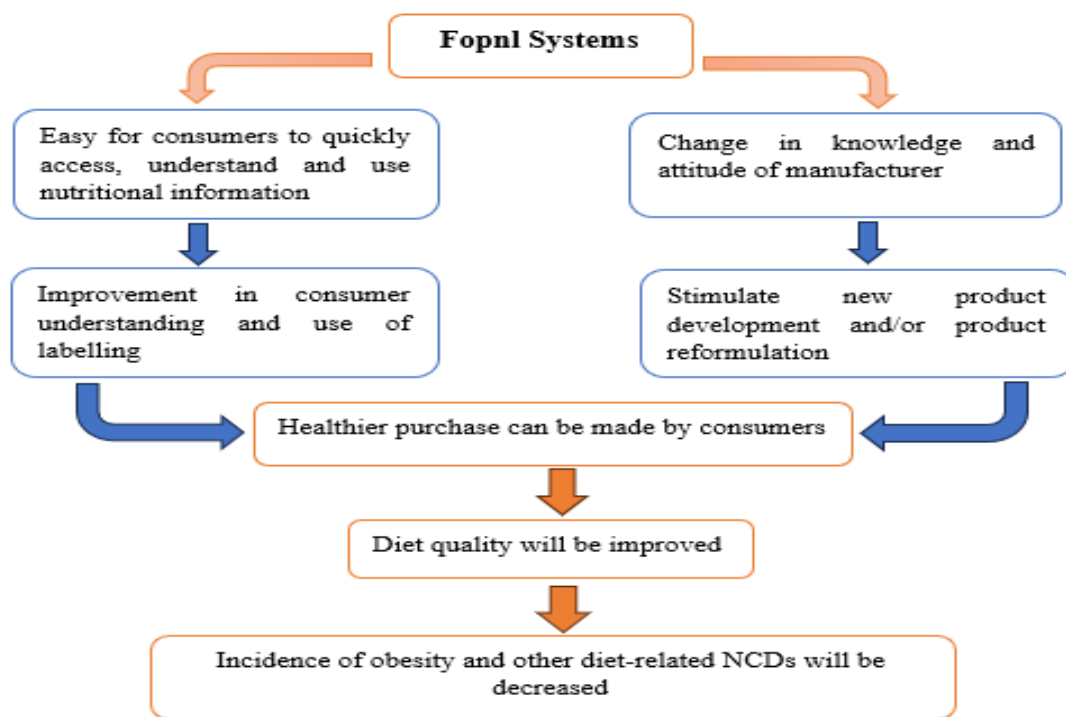 Fopnl Systems
Easy for consumers to quickly
access, understand and use
nutritional information
Change in knowledge and
attitude of manufacturer
Improvement in consumer
understanding and use of
labelling
Stimulate new product
development and/or product
reformulation
Healthier purchase can be made by consumers
Diet quality will be improved
Incidence of obesity and other diet-related NCDs will be
decreased